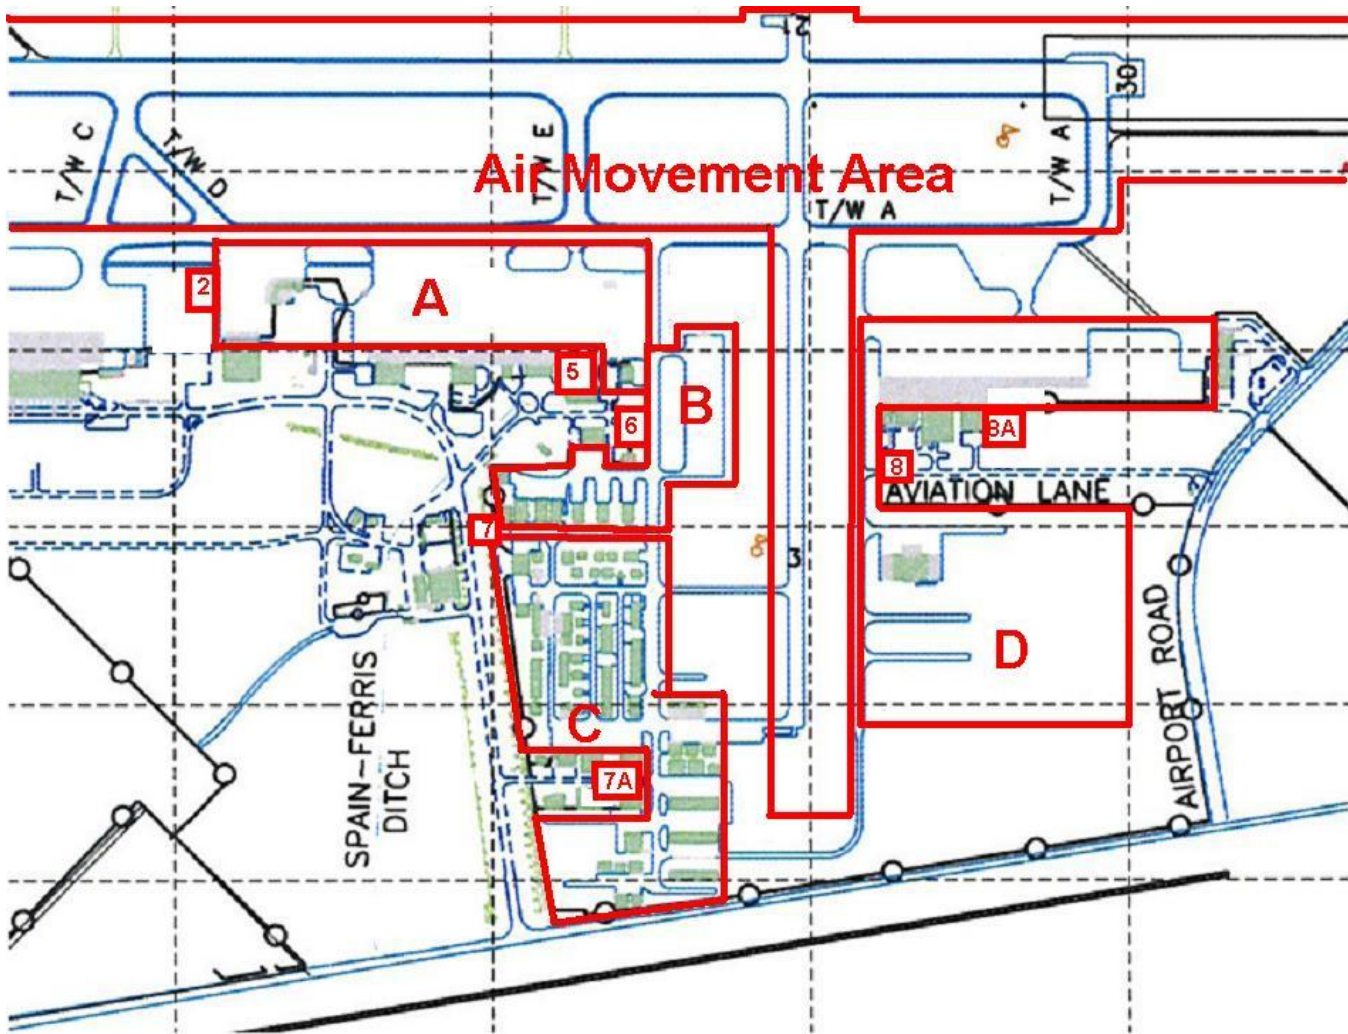 21
30
T/W C
T/W D
T/W E
T/W A
Air Movement Area
T/W A
2
A
5
B
6
8A
8
AVIATION LANE
7
3
D
C
7A
SPAIN-FERRIS
DITCH
AIRPORT ROAD